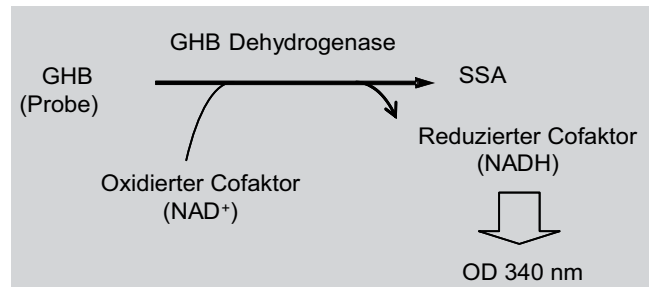 GHB Dehydrogenase
GHB
(Probe)
SSA
Oxidierter Cofaktor
(NAD⁺)
Reduzierter Cofaktor
(NADH)
OD 340 nm